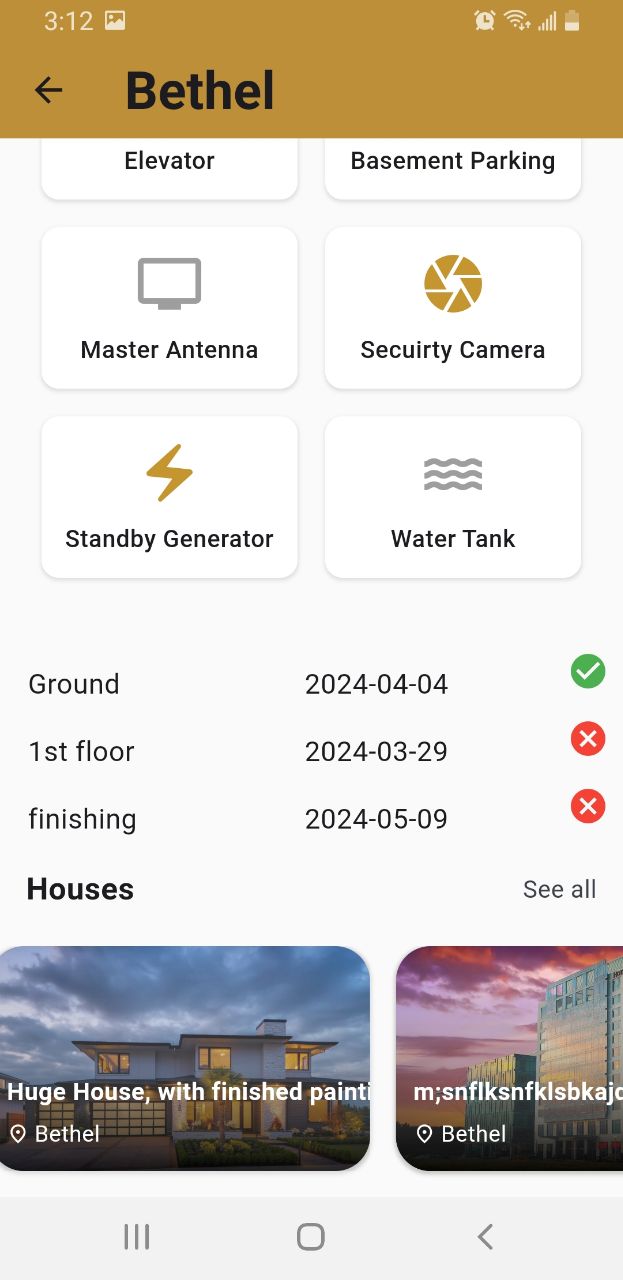 3:12
Bethel
Elevator
Basement Parking
Master Antenna
Secuirty Camera
Standby Generator
Water Tank
Ground 2024-04-04
1st floor 2024-03-29
finishing 2024-05-09
Houses See all
Huge House, with finished painti
m;snflksnfklsbkajd
Bethel
Bethel